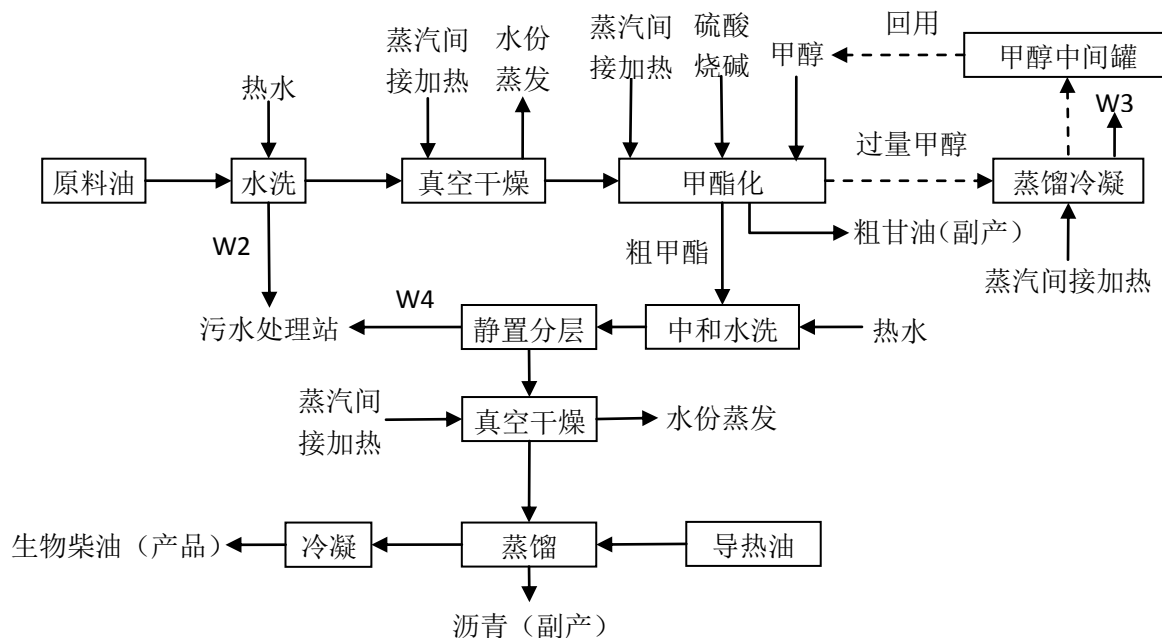 蒸汽间
接加热
水份
蒸发
蒸汽间
接加热
硫酸
烧碱
甲醇
回用
甲醇中间罐
热水
W3
过量甲醇
原料油
水洗
真空干燥
甲酯化
蒸馏冷凝
W2
粗甲酯
粗甘油（副产）
蒸汽间接加热
W4
污水处理站
静置分层
中和水洗
热水
蒸汽间
接加热
真空干燥
水份蒸发
生物柴油（产品）
冷凝
蒸馏
导热油
沥青（副产）